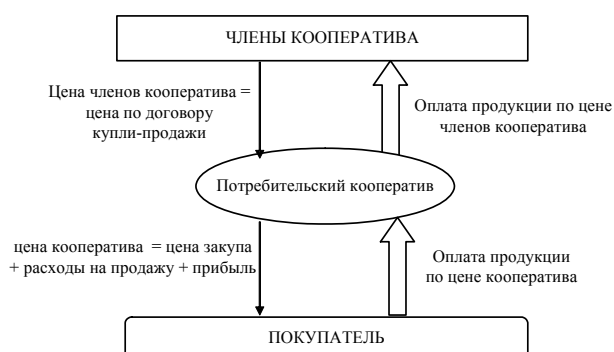 ЧЛЕНЫ КООПЕРАТИВА
Цена членов кооператива =
цена по договору
купли-продажи
Оплата продукции по цене
членов кооператива
Потребительский кооператив
цена кооператива = цена закупа
+ расходы на продажу + прибыль
Оплата продукции
по цене кооператива
ПОКУПАТЕЛЬ